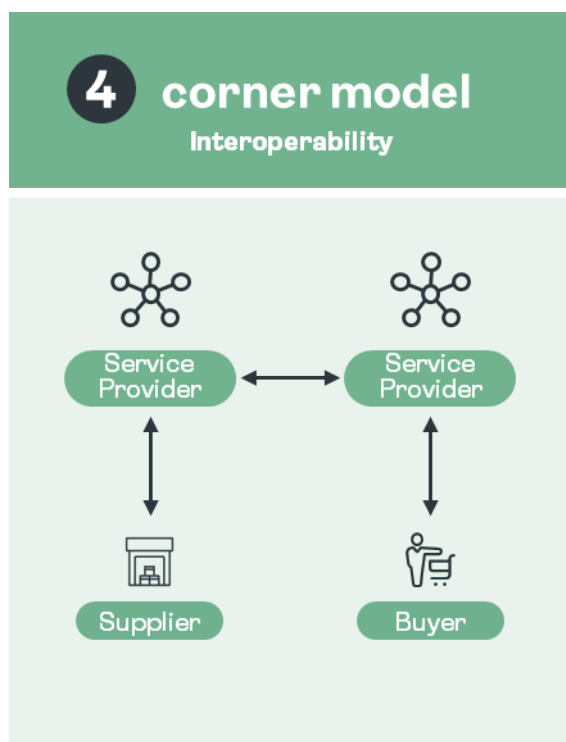 4 corner model
Interoperability
Service Service
Provider Provider
Supplier Buyer